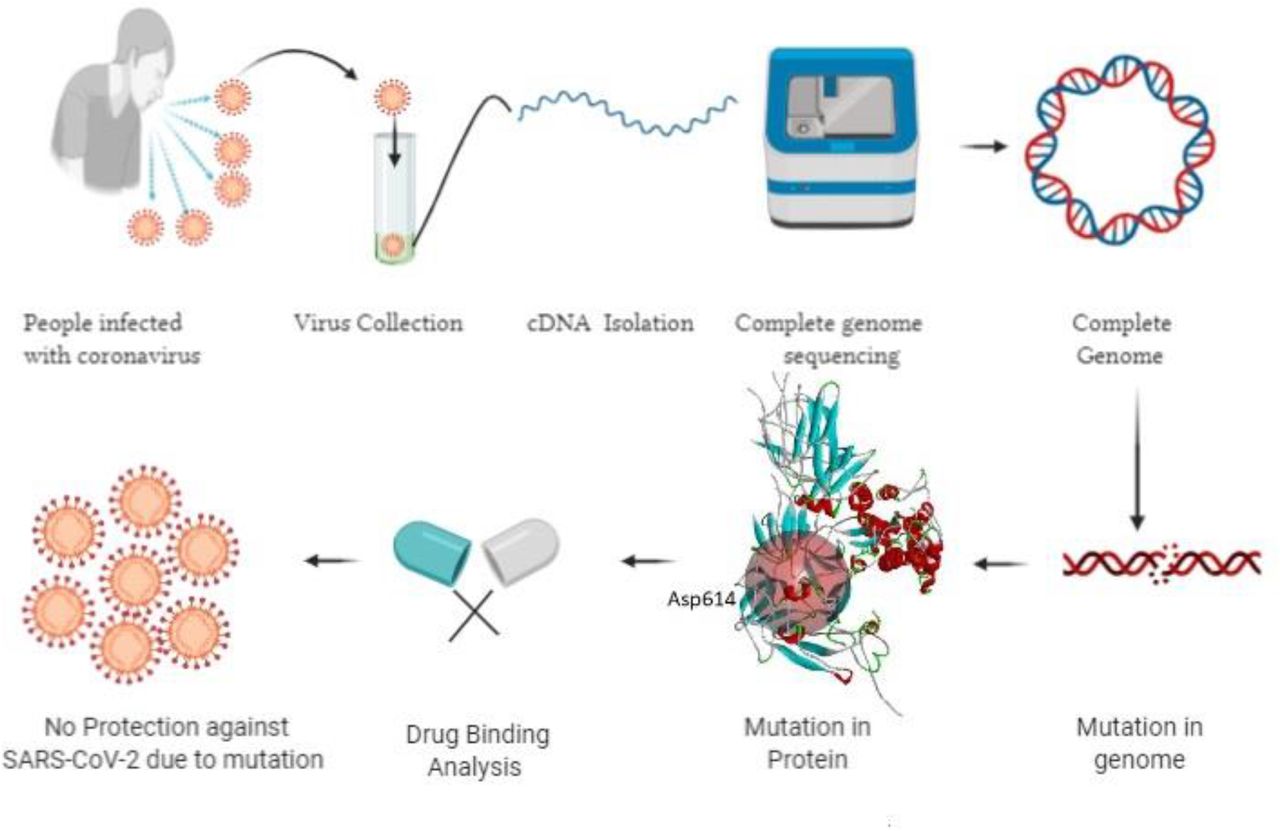 People infected
with coronavirus
Virus Collection
cDNA Isolation
Complete genome
sequencing
Complete
Genome
Asp614
No Protection against
SARS-CoV-2 due to mutation
Drug Binding
Analysis
Mutation in
Protein
Mutation in
genome